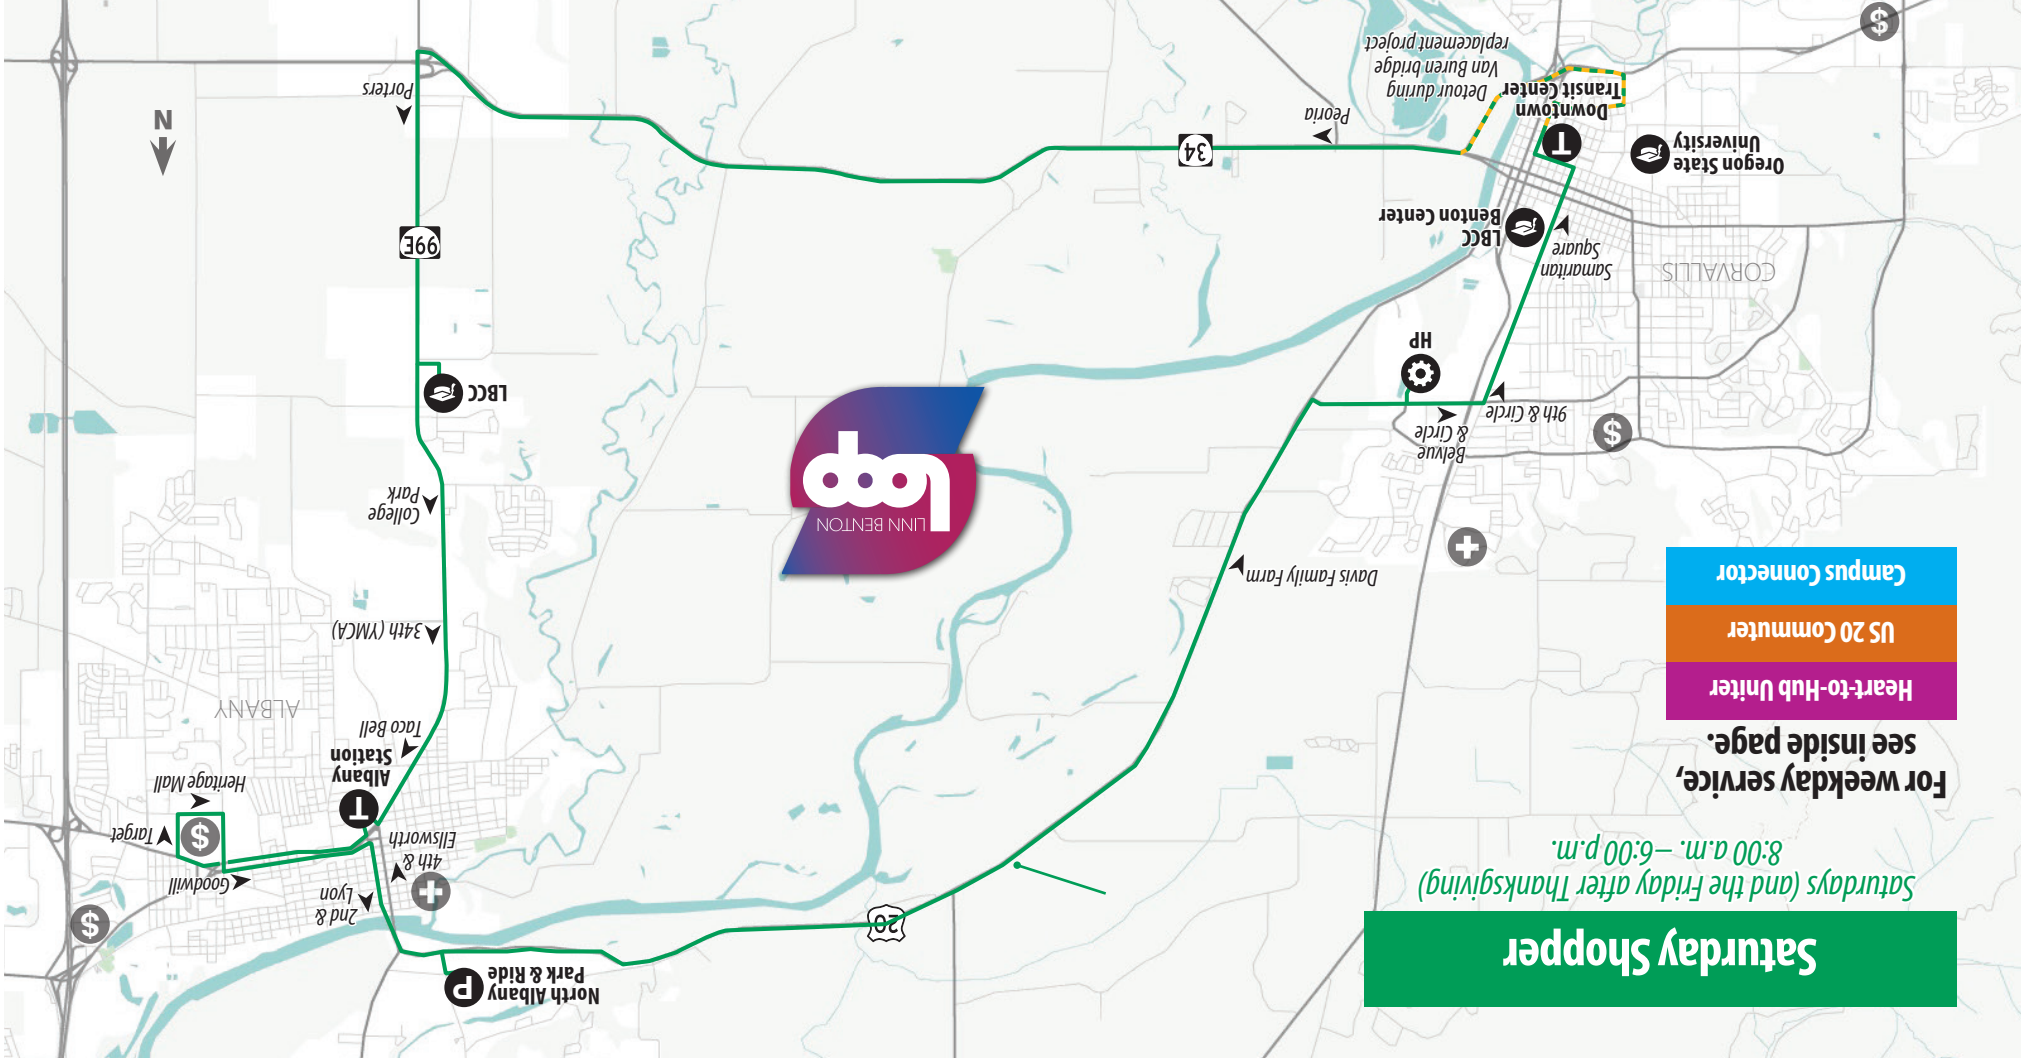 Saturday Shopper
Saturdays (and the Friday after Thanksgiving)
8:00 a.m. – 6:00 p.m.
For weekday service,
see inside page.
Heart-to-Hub Uniter
US 20 Commuter
Campus Connector
North Albany
Park & Ride
20
2nd &
Lyon
4th &
Ellsworth
Goodwill
Target
Heritage Mall
Albany
Station
T
P
$
$
Taco Bell
ALBANY
34th (YMCA)
College
Park
LBCC
99E
N
Porters
LINN BENTON
loop
Davis Family Farm
Belvue
& Circle
9th & Circle
$
HP
CORVALLIS
Samaritan
Square
LBCC
Benton Center
Oregon State
University
34
Peoria
T
Downtown
Transit Center
Detour during
Van Buren bridge
replacement project
$